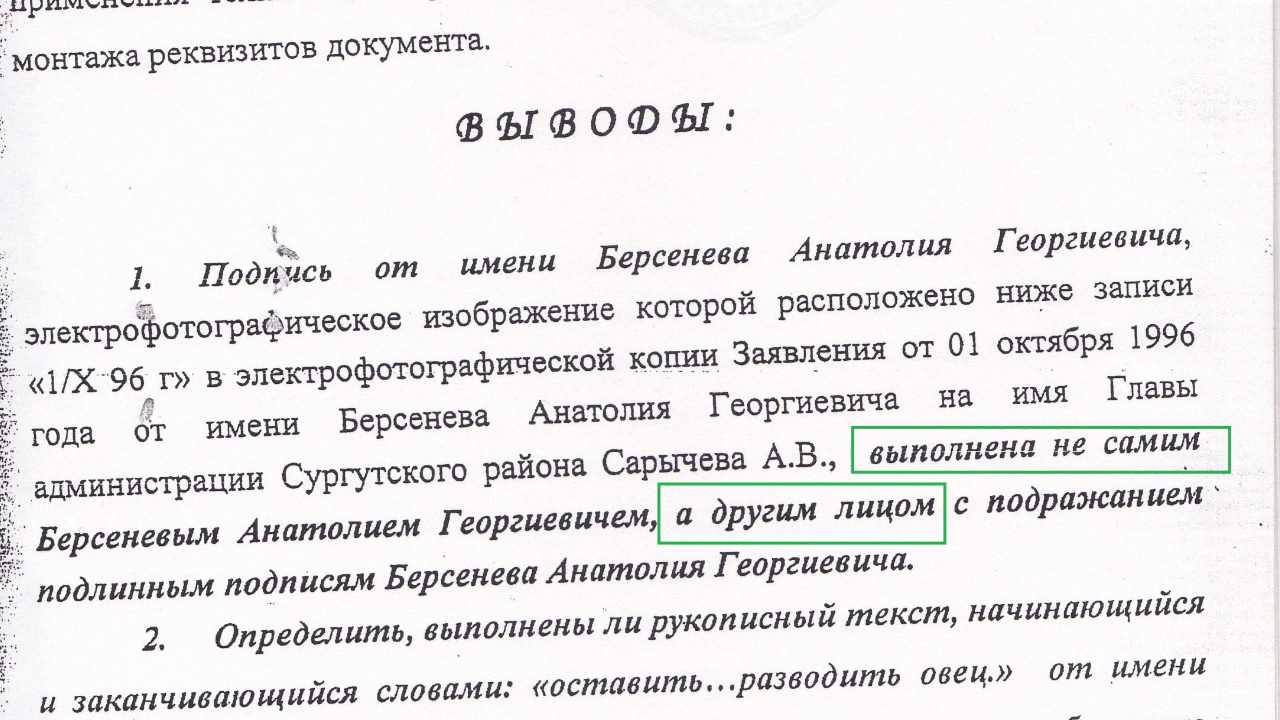 применения
монтажа реквизитов документа.
В Ы В О Д Ы :
1. Подпись от имени Берсенева Анатолия Георгиевича,
электрофотографическое изображение которой расположено ниже записи
«1/X 96 г» в электрофотографической копии Заявления от 01 октября 1996
года от имени Берсенева Анатолия Георгиевича на имя Главы
администрации Сургутского района Сарычева А.В., выполнена не самим
Берсеневым Анатолием Георгиевичем, а другим лицом с подражанием
подлинным подписям Берсенева Анатолия Георгиевича.
2. Определить, выполнены ли рукописный текст, начинающийся
и заканчивающийся словами: «оставить...разводить овец.» от имени